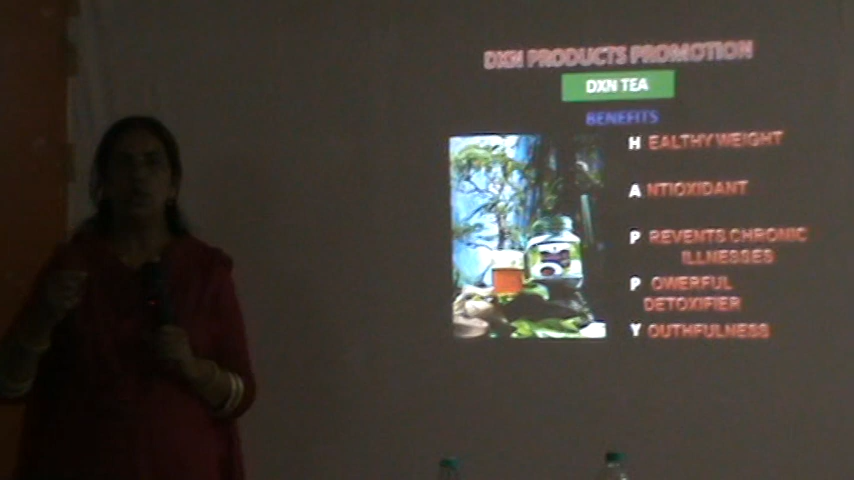 DXN PRODUCTS PROMOTION
DXN TEA
BENEFITS
H EALTHY WEIGHT
A NTIOXIDANT
P REVENTS CHRONIC
ILLNESSES
P OWERFUL
DETOXIFIER
Y OUTHFULNESS